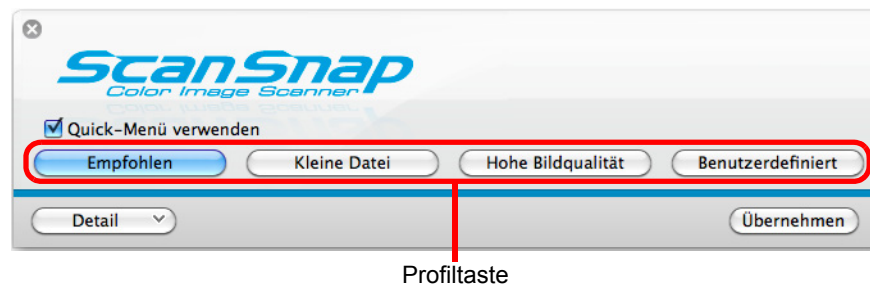 ScanSnap
Color Image Scanner
Quick-Menü verwenden
Empfohlen Kleine Datei Hohe Bildqualität Benutzerdefiniert
Detail Übernehmen
Profiltaste